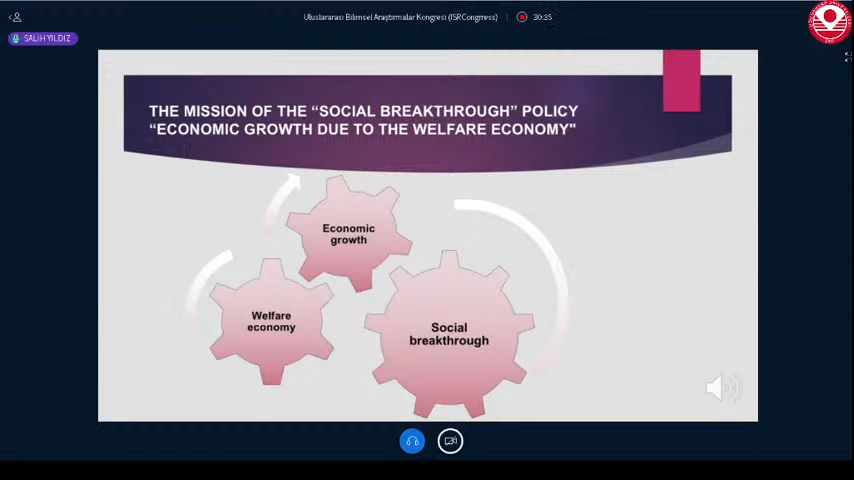 Uluslararası Bilimsel Araştırmalar Kongresi (ISRCongrress)
30:35
SALIH YILDIZ
THE MISSION OF THE “SOCIAL BREAKTHROUGH” POLICY
“ECONOMIC GROWTH DUE TO THE WELFARE ECONOMY"
Economic
growth
Welfare
economy
Social
breakthrough